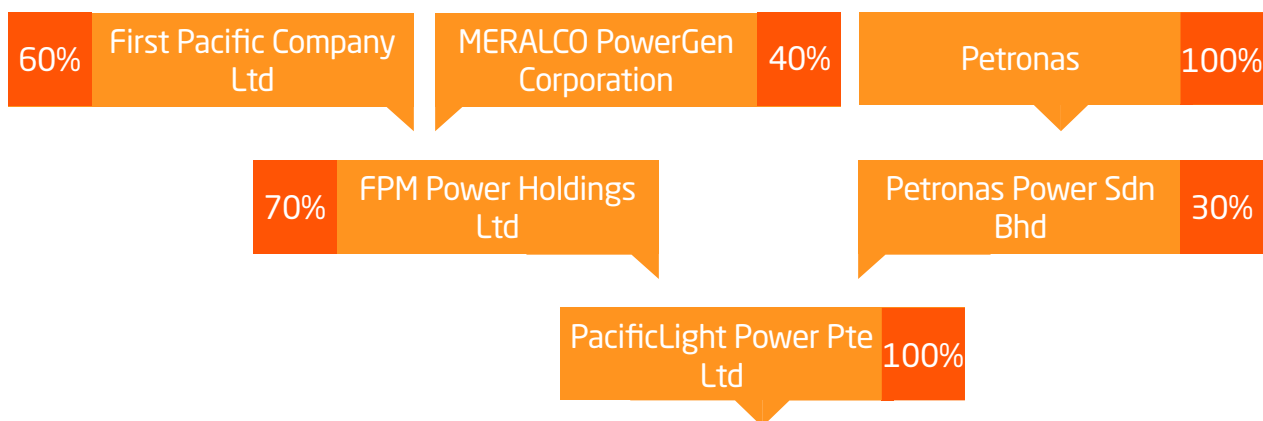 60%
First Pacific Company
Ltd
MERALCO PowerGen
Corporation
40%
Petronas
100%
70%
FPM Power Holdings
Ltd
Petronas Power Sdn
Bhd
30%
PacificLight Power Pte
Ltd
100%